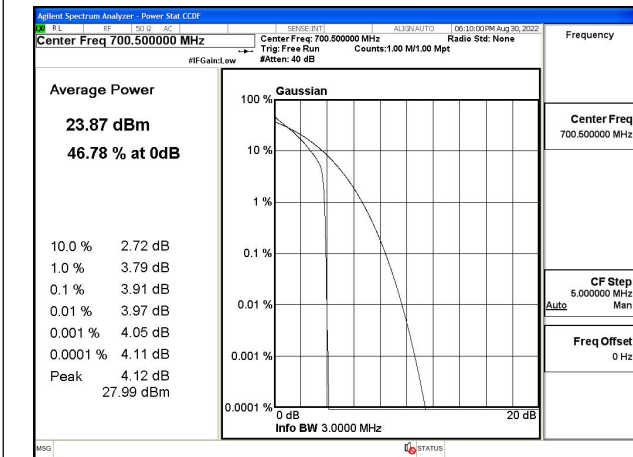 Agilent Spectrum Analyzer - Power Stat CCDF
RL RF 50 Ω AC SENSE:INT ALIGNAUTO 06:10:00 PM Aug 30, 2022
Center Freq 700.500000 MHz
Center Freq: 700.500000 MHz Radio Std: None
Trig: Free Run Counts:1.00 M/1.00 Mpt
#IFGain:Low #Atten: 40 dB
Frequency
Average Power
23.87 dBm
46.78 % at 0dB
10.0 % 2.72 dB
1.0 % 3.79 dB
0.1 % 3.91 dB
0.01 % 3.97 dB
0.001 % 4.05 dB
0.0001 % 4.11 dB
Peak 4.12 dB
27.99 dBm
Gaussian
100 %
10 %
1 %
0.1 %
0.01 %
0.001 %
0.0001 %
0 dB 20 dB
Info BW 3.0000 MHz
Center Freq
700.500000 MHz
CF Step
5.000000 MHz
Auto Man
Freq Offset
0 Hz
MSG STATUS